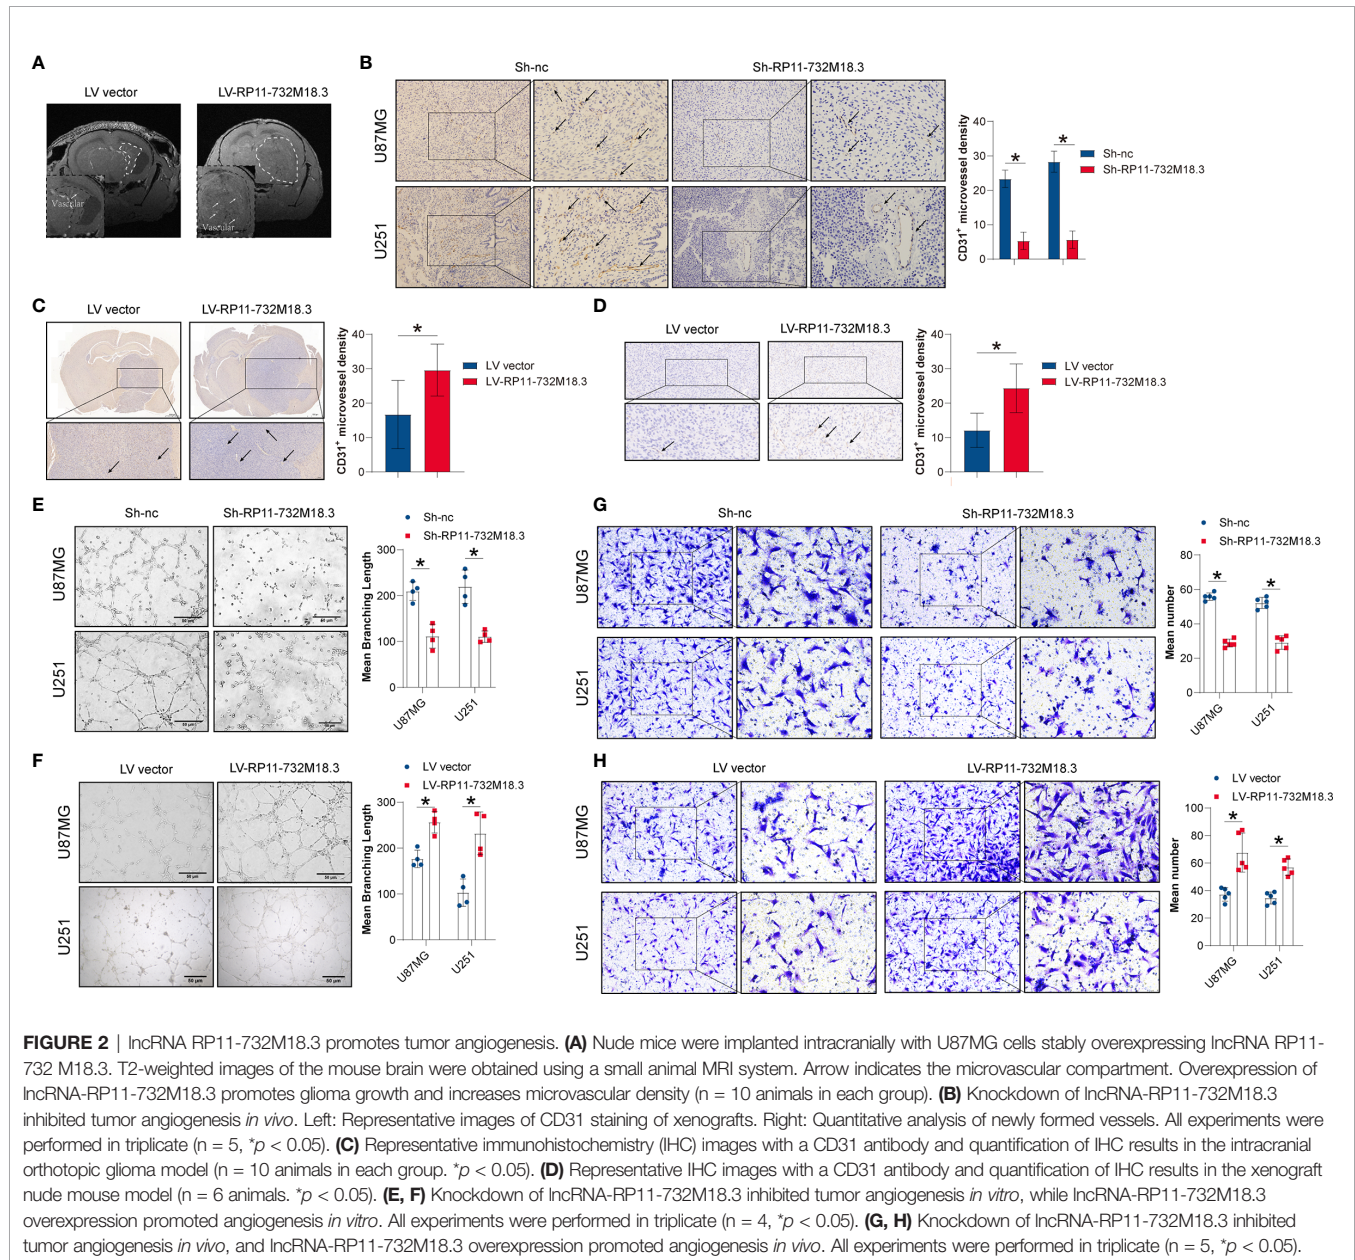 A
LV vector
LV-RP11-732M18.3
Vascular
Vascular
B
Sh-nc
Sh-RP11-732M18.3
U87MG
U251
CD31+ microvessel density
40
30
20
10
0
*
*
Sh-nc
Sh-RP11-732M18.3
C
LV vector
LV-RP11-732M18.3
CD31+ microvessel density
40
30
20
10
0
*
LV vector
LV-RP11-732M18.3
D
LV vector
LV-RP11-732M18.3
CD31+ microvessel density
40
30
20
10
0
*
LV vector
LV-RP11-732M18.3
E
Sh-nc
Sh-RP11-732M18.3
U87MG
U251
50 μm
50 μm
50 μm
Sh-nc
Sh-RP11-732M18.3
Mean Branching Length
300
200
100
0
*
*
U87MG
U251
G
Sh-nc
Sh-RP11-732M18.3
U87MG
U251
Sh-nc
Sh-RP11-732M18.3
Mean number
80
60
40
20
0
*
*
U87MG
U251
F
LV vector
LV-RP11-732M18.3
U87MG
U251
50 μm
50 μm
50 μm
50 μm
LV vector
LV-RP11-732M18.3
Mean Branching Length
300
200
100
0
*
*
U87MG
U251
H
LV vector
LV-RP11-732M18.3
U87MG
U251
LV vector
LV-RP11-732M18.3
Mean number
100
80
60
40
20
0
*
*
U87MG
U251
FIGURE 2 | lncRNA RP11-732M18.3 promotes tumor angiogenesis. (A) Nude mice were implanted intracranially with U87MG cells stably overexpressing lncRNA RP11-
732 M18.3. T2-weighted images of the mouse brain were obtained using a small animal MRI system. Arrow indicates the microvascular compartment. Overexpression of
lncRNA-RP11-732M18.3 promotes glioma growth and increases microvascular density (n = 10 animals in each group). (B) Knockdown of lncRNA-RP11-732M18.3
inhibited tumor angiogenesis in vivo. Left: Representative images of CD31 staining of xenografts. Right: Quantitative analysis of newly formed vessels. All experiments were
performed in triplicate (n = 5, *p < 0.05). (C) Representative immunohistochemistry (IHC) images with a CD31 antibody and quantification of IHC results in the intracranial
orthotopic glioma model (n = 10 animals in each group. *p < 0.05). (D) Representative IHC images with a CD31 antibody and quantification of IHC results in the xenograft
nude mouse model (n = 6 animals. *p < 0.05). (E, F) Knockdown of lncRNA-RP11-732M18.3 inhibited tumor angiogenesis in vitro, while lncRNA-RP11-732M18.3
overexpression promoted angiogenesis in vitro. All experiments were performed in triplicate (n = 4, *p < 0.05). (G, H) Knockdown of lncRNA-RP11-732M18.3 inhibited
tumor angiogenesis in vivo, and lncRNA-RP11-732M18.3 overexpression promoted angiogenesis in vivo. All experiments were performed in triplicate (n = 5, *p < 0.05).